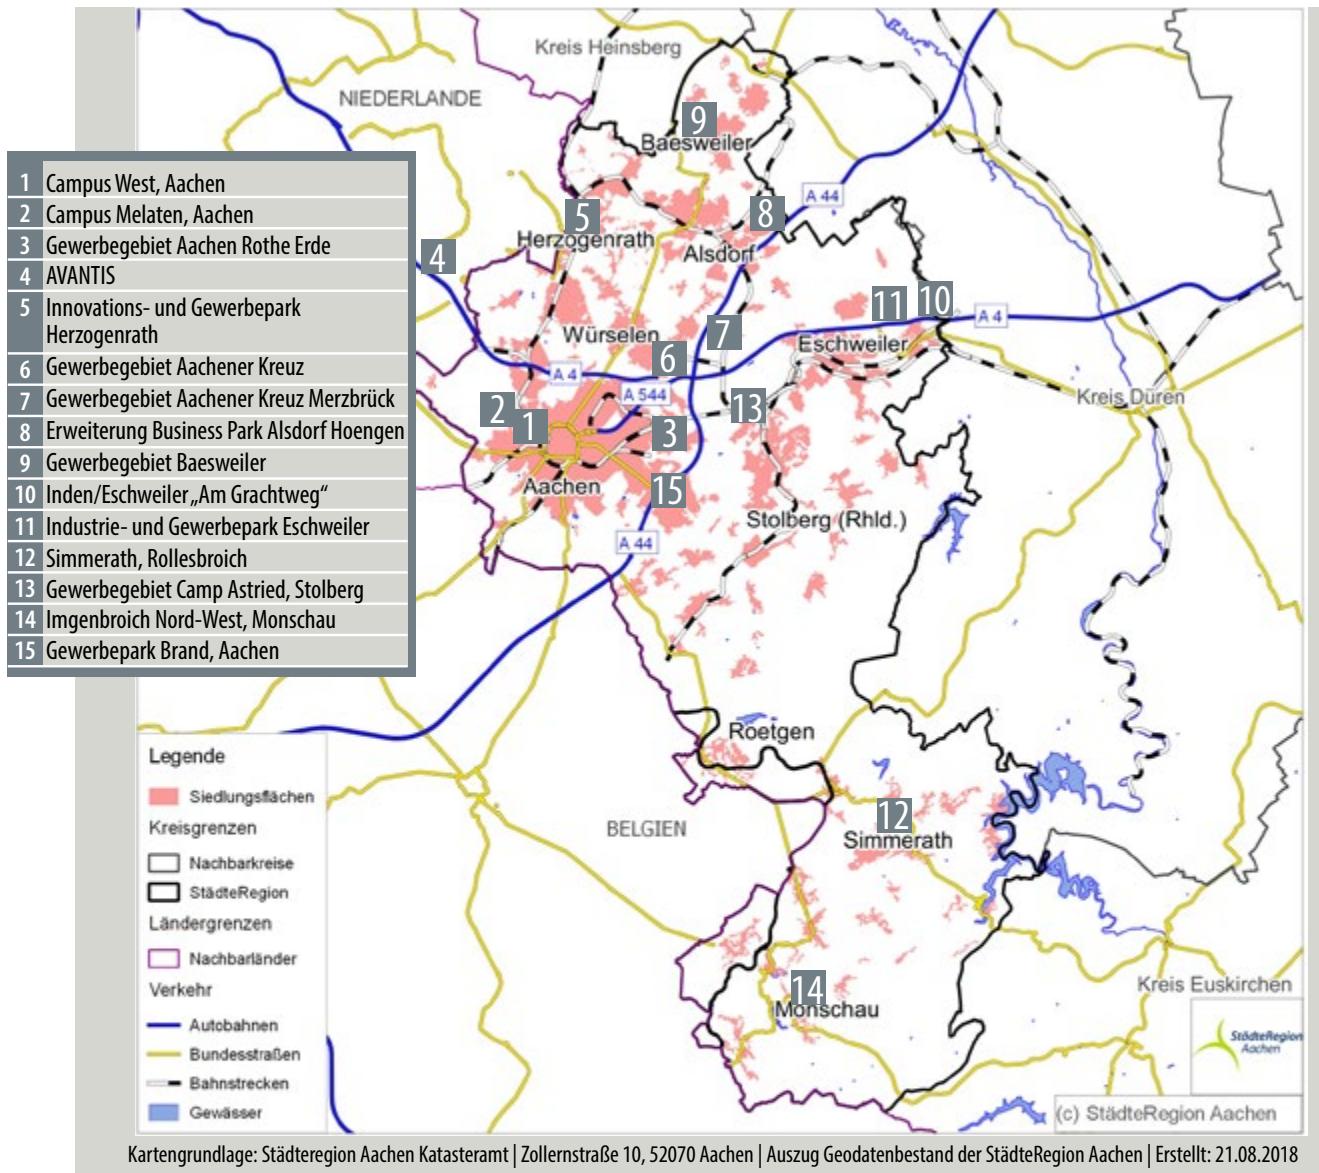 Kreis Heinsberg
NIEDERLANDE
9
Baesweiler
1 Campus West, Aachen
2 Campus Melaten, Aachen
3 Gewerbegebiet Aachen Rothe Erde
4 AVANTIS
5 Innovations- und Gewerbepark
Herzogenrath
6 Gewerbegebiet Aachener Kreuz
7 Gewerbegebiet Aachener Kreuz Merzbrück
8 Erweiterung Business Park Alsdorf Hoengen
9 Gewerbegebiet Baesweiler
10 Inden/Eschweiler „Am Grachtweg“
11 Industrie- und Gewerbepark Eschweiler
12 Simmerath, Rollesbroich
13 Gewerbegebiet Camp Astried, Stolberg
14 Imgenbroich Nord-West, Monschau
15 Gewerbepark Brand, Aachen
A 44
5
8
Herzogenrath
Alsdorf
4
11
10
A 4
7
Würselen
Eschweiler
6
A 4
A 544
Kreis Düren
2
1
3
13
Aachen
15
Stolberg (Rhld.)
A 44
Roetgen
BELGIEN
12
Simmerath
14
Monschau
Kreis Euskirchen
Legende
Siedlungsflächen
Kreisgrenzen
Nachbarkreise
StädteRegion
Ländergrenzen
Nachbarländer
Verkehr
Autobahnen
Bundesstraßen
Bahnstrecken
Gewässer
StädteRegion
Aachen
(c) StädteRegion Aachen
Kartengrundlage: Städteregion Aachen Katasteramt | Zollernstraße 10, 52070 Aachen | Auszug Geodatenbestand der StädteRegion Aachen | Erstellt: 21.08.2018